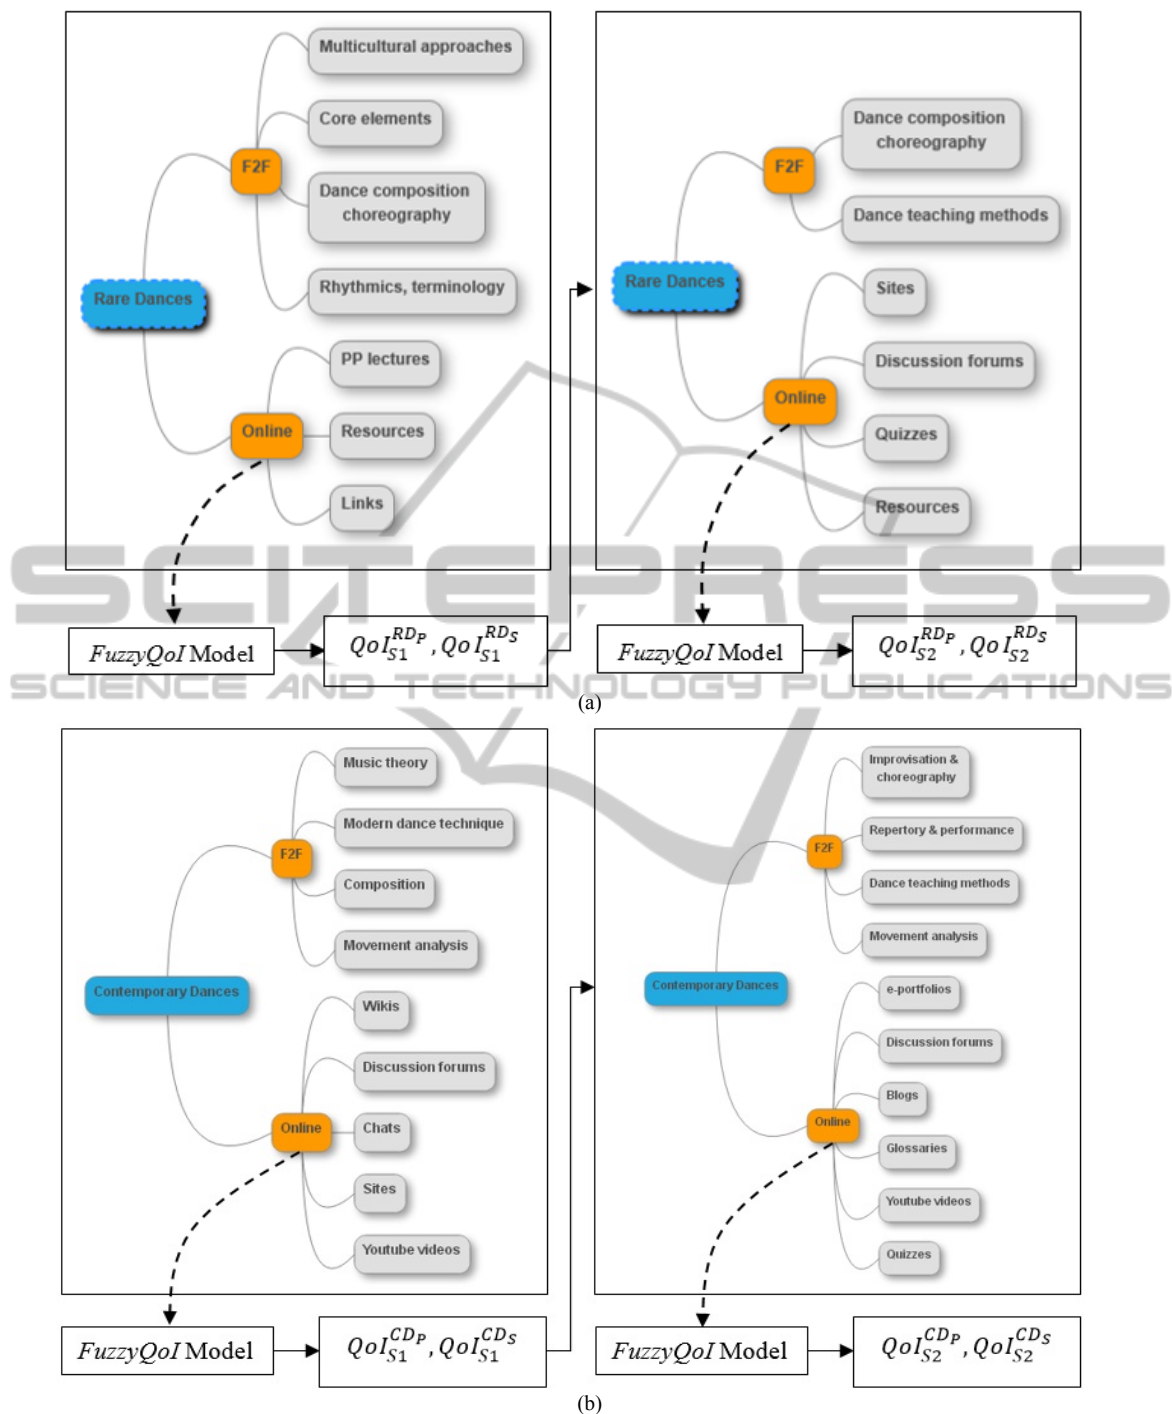 Multicultural approaches
Core elements
F2F
Dance composition
choreography
Rhythmics, terminology
Rare Dances
PP lectures
Online
Resources
Links
FuzzyQoI Model
QoI_{S1}^{RD_P}, QoI_{S1}^{RD_S}
Dance composition
choreography
F2F
Dance teaching methods
Rare Dances
Sites
Discussion forums
Online
Quizzes
Resources
FuzzyQoI Model
QoI_{S2}^{RD_P}, QoI_{S2}^{RD_S}
SCITEPRESS
SCIENCE AND TECHNOLOGY PUBLICATIONS
(a)
Music theory
Modern dance technique
F2F
Composition
Movement analysis
Contemporary Dances
Wikis
Discussion forums
Online
Chats
Sites
Youtube videos
FuzzyQoI Model
QoI_{S1}^{CD_P}, QoI_{S1}^{CD_S}
Improvisation &
choreography
Repertory & performance
F2F
Dance teaching methods
Movement analysis
Contemporary Dances
e-portfolios
Discussion forums
Blogs
Online
Glossaries
Youtube videos
Quizzes
FuzzyQoI Model
QoI_{S2}^{CD_P}, QoI_{S2}^{CD_S}
(b)